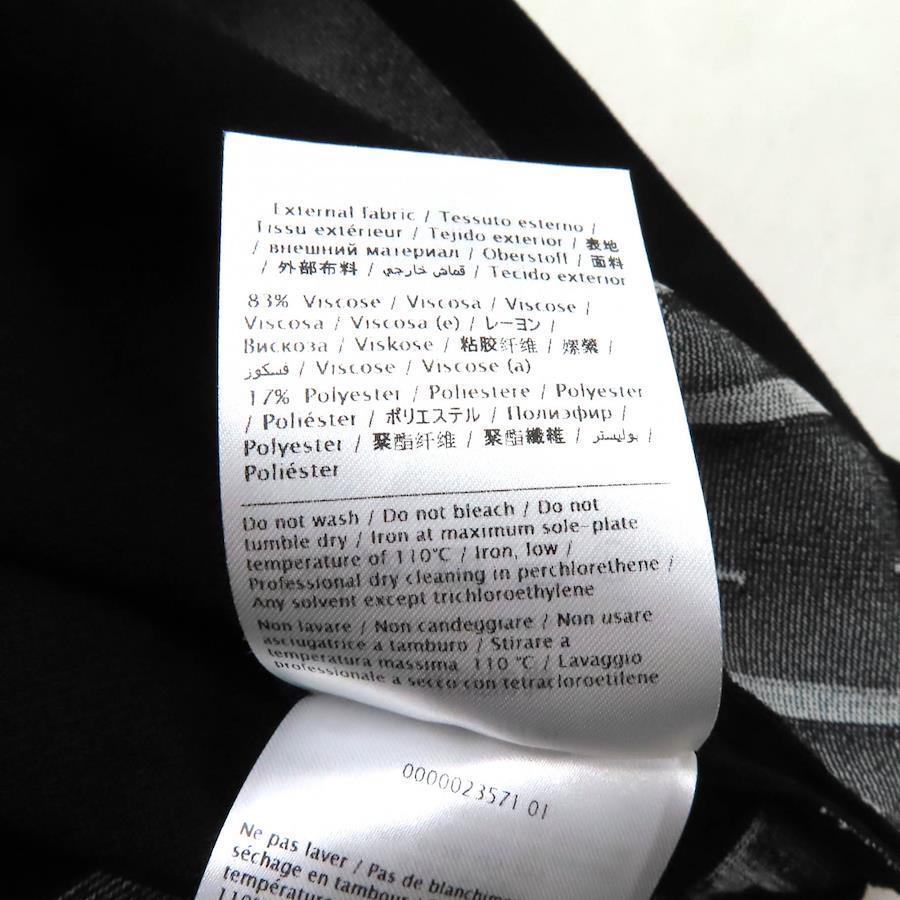 External fabric / Tessuto esterno /
Tissu extérieur / Tejido exterior / 表地
/ внешний материал / Oberstoff / 面料
/ 外部布料 / قماش خارجي / Tecido exterior
83% Viscose / Viscosa / Viscose /
Viscosa / Viscosa (e) / レーヨン /
Вискоза / Viskose / 粘胶纤维 / 嫘縈 /
فسكوز / Viscose / Viscose (a)
17% Polyester / Poliestere / Polyester
/ Poliéster / ポリエステル / Полиэфир /
Polyester / 聚酯纤维 / 聚酯纖維 / بوليستر /
Poliéster
Do not wash / Do not bleach / Do not
tumble dry / Iron at maximum sole-plate
temperature of 110°C / Iron, low /
Professional dry cleaning in perchlorethene /
Any solvent except trichloroethylene
Non lavare / Non candeggiare / Non usare
asciugatrice a tamburo / Stirare a
temperatura massima 110 °C / Lavaggio
professionale a secco con tetracloroetilene
0000023571 01
Ne pas laver / Pas de blanchime
séchage en tambour
températur
110°